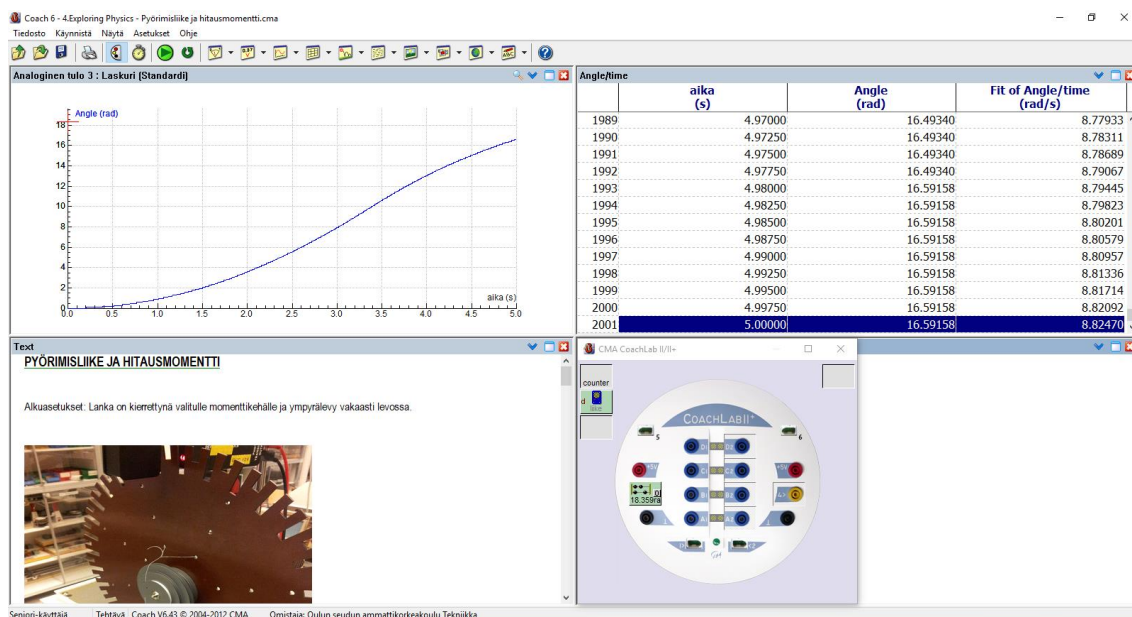 Coach 6 - 4.Exploring Physics - Pyörimisliike ja hitausmomentti.cma
Tiedosto Käynnistä Näytä Asetukset Ohje
Analoginen tulo 3 : Laskuri (Standardi)
Angle (rad)
18
16
14
12
10
8
6
4
2
0
aika (s)
0.0 0.5 1.0 1.5 2.0 2.5 3.0 3.5 4.0 4.5 5.0
Angle/time
aika (s) Angle (rad) Fit of Angle/time (rad/s)
1989 4.97000 16.49340 8.77933
1990 4.97250 16.49340 8.78311
1991 4.97500 16.49340 8.78689
1992 4.97750 16.49340 8.79067
1993 4.98000 16.59158 8.79445
1994 4.98250 16.59158 8.79823
1995 4.98500 16.59158 8.80201
1996 4.98750 16.59158 8.80579
1997 4.99000 16.59158 8.80957
1998 4.99250 16.59158 8.81336
1999 4.99500 16.59158 8.81714
2000 4.99750 16.59158 8.82092
2001 5.00000 16.59158 8.82470
Text
PYÖRIMISLIIKE JA HITAUSMOMENTTI
Alkuasetukset: Lanka on kierrettynä valitulle momenttikehälle ja ympyrälevy vakaasti levossa.
CMA CoachLab II/II+
counter
d
COACHLAB II+
5
6
+5V
+5V
18.359ra
Seniori-käyttäjä Tehtävä Coach V6.43 © 2004-2012 CMA Omistaja: Oulun seudun ammattikorkeakoulu Tekniikka